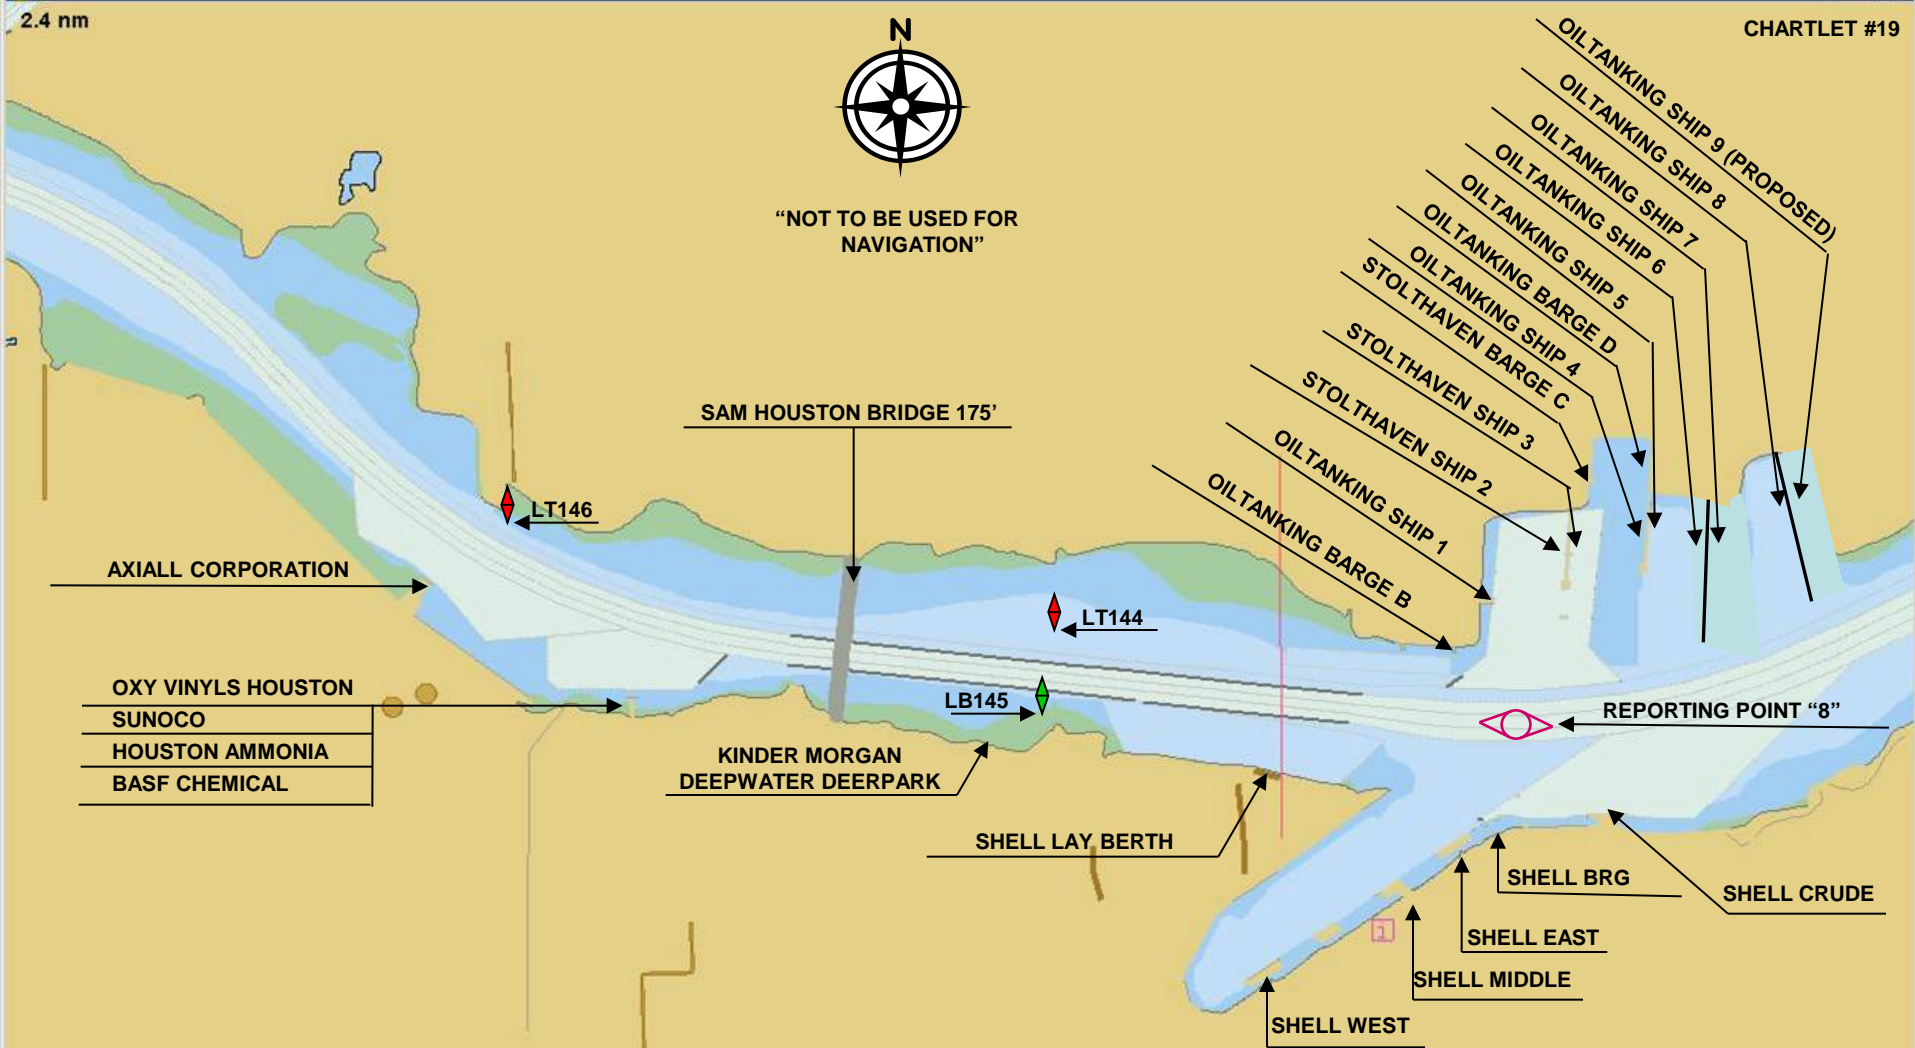 2.4 nm
N
CHARTLET #19
“NOT TO BE USED FOR
NAVIGATION”
OILTANKING SHIP 9 (PROPOSED)
OILTANKING SHIP 8
OILTANKING SHIP 7
OILTANKING SHIP 6
OILTANKING SHIP 5
OILTANKING BARGE D
OILTANKING SHIP 4
STOLTHAVEN BARGE C
STOLTHAVEN SHIP 3
STOLTHAVEN SHIP 2
OILTANKING SHIP 1
OILTANKING BARGE B
SAM HOUSTON BRIDGE 175’
LT146
AXIALL CORPORATION
LT144
OXY VINYLS HOUSTON
SUNOCO
HOUSTON AMMONIA
BASF CHEMICAL
LB145
REPORTING POINT “8”
KINDER MORGAN
DEEPWATER DEERPARK
SHELL LAY BERTH
SHELL BRG
SHELL CRUDE
1
SHELL EAST
SHELL MIDDLE
SHELL WEST